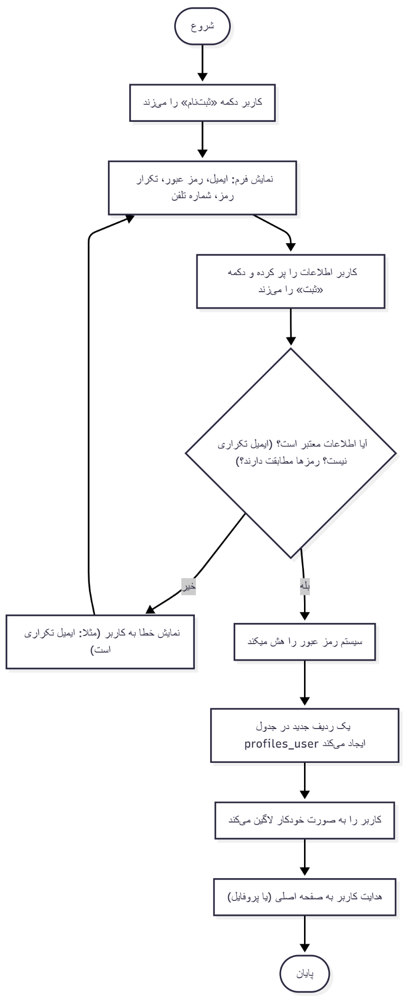 شروع
کاربر دکمه «ثبت‌نام» را می‌زند
نمایش فرم: ایمیل، رمز عبور، تکرار
رمز، شماره تلفن
کاربر اطلاعات را پر کرده و دکمه
«ثبت» را می‌زند
آیا اطلاعات معتبر است؟ (ایمیل تکراری
نیست؟ رمزها مطابقت دارند؟)
خیر
بله
نمایش خطا به کاربر (مثلا: ایمیل تکراری
است)
سیستم رمز عبور را هش میکند
یک ردیف جدید در جدول
profiles_user ایجاد می‌کند
کاربر را به صورت خودکار لاگین می‌کند
هدایت کاربر به صفحه اصلی (یا پروفایل)
پایان